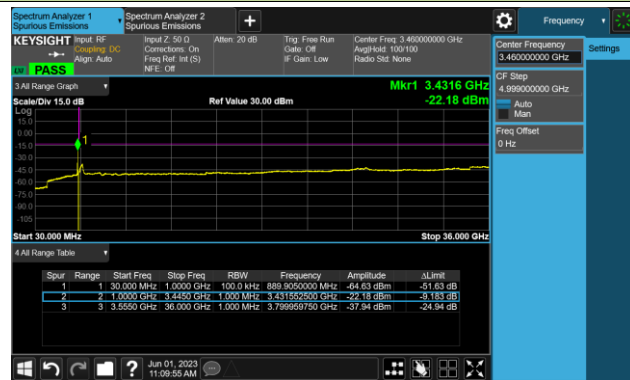 Spectrum Analyzer 1
Spurious Emissions
Spectrum Analyzer 2
Spurious Emissions
Frequency
KEYSIGHT
Input: RF
Coupling: DC
Align: Auto
Input Z: 50 Ω
Corrections: On
Freq Ref: Int (S)
NFE: Off
Atten: 20 dB
Trig: Free Run
Gate: Off
IF Gain: Low
Center Freq: 3.460000000 GHz
Avg|Hold: 100/100
Radio Std: None
PASS
Center Frequency
3.460000000 GHz
Settings
CF Step
4.999000000 GHz
Auto
Man
Freq Offset
0 Hz
3 All Range Graph
Mkr1 3.4316 GHz
Scale/Div 15.0 dB
Ref Value 30.00 dBm
-22.18 dBm
Log
15.0
0.00
-15.0
-30.0
-45.0
-60.0
-75.0
-90.0
-105
1
Start 30.000 MHz
Stop 36.000 GHz
4 All Range Table
Spur Range Start Freq Stop Freq RBW Frequency Amplitude ΔLimit
1 1 30.000 MHz 1.0000 GHz 100.0 kHz 889.9050000 MHz -64.63 dBm -51.63 dB
2 2 1.0000 GHz 3.4450 GHz 1.000 MHz 3.431552500 GHz -22.18 dBm -9.183 dB
3 3 3.5550 GHz 36.000 GHz 1.000 MHz 3.799959750 GHz -37.94 dBm -24.94 dB
?
Jun 01, 2023
11:09:55 AM